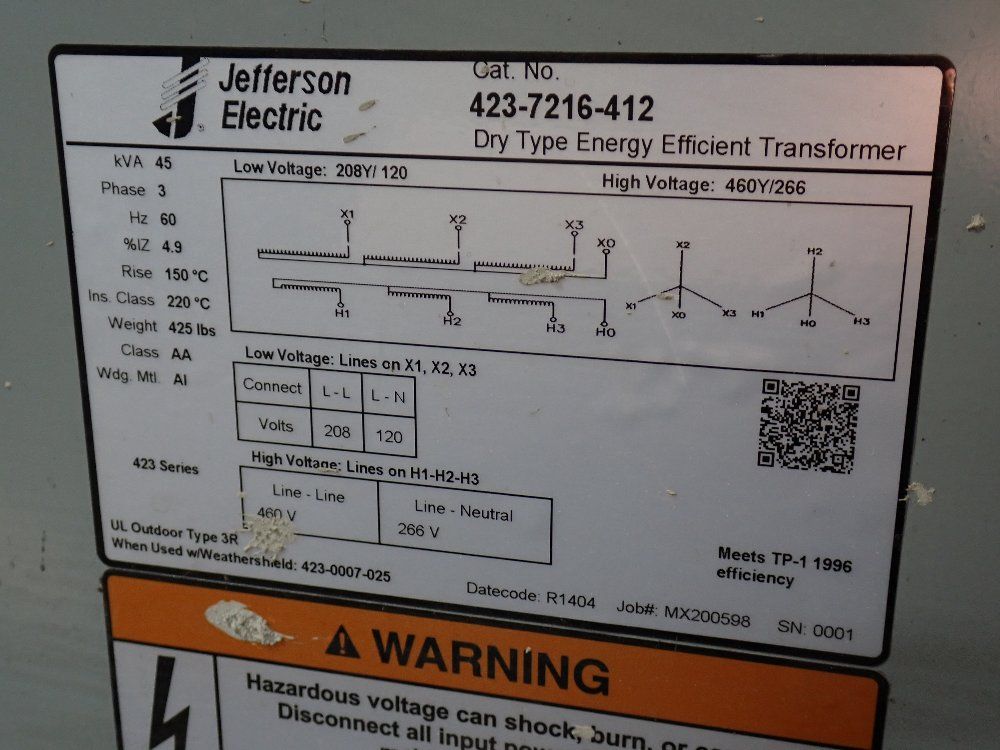 Jefferson
Electric
®
Cat. No.
423-7216-412
Dry Type Energy Efficient Transformer
kVA 45
Phase 3
Hz 60
%IZ 4.9
Rise 150 °C
Ins. Class 220 °C
Weight 425 lbs
Class AA
Wdg. Mtl. Al
423 Series
Low Voltage: 208Y/ 120
High Voltage: 460Y/266
X1 X2 X3 X0
H1 H2 H3 H0
X2
X1 X0 X3
H2
H1 H0 H3
Low Voltage: Lines on X1, X2, X3
Connect L - L L - N
Volts 208 120
High Voltage: Lines on H1-H2-H3
Line - Line Line - Neutral
460 V 266 V
UL Outdoor Type 3R
When Used w/Weathershield: 423-0007-025
Meets TP-1 1996
efficiency
Datecode: R1404 Job#: MX200598 SN: 0001
WARNING
Hazardous voltage can shock, burn, or
Disconnect all input